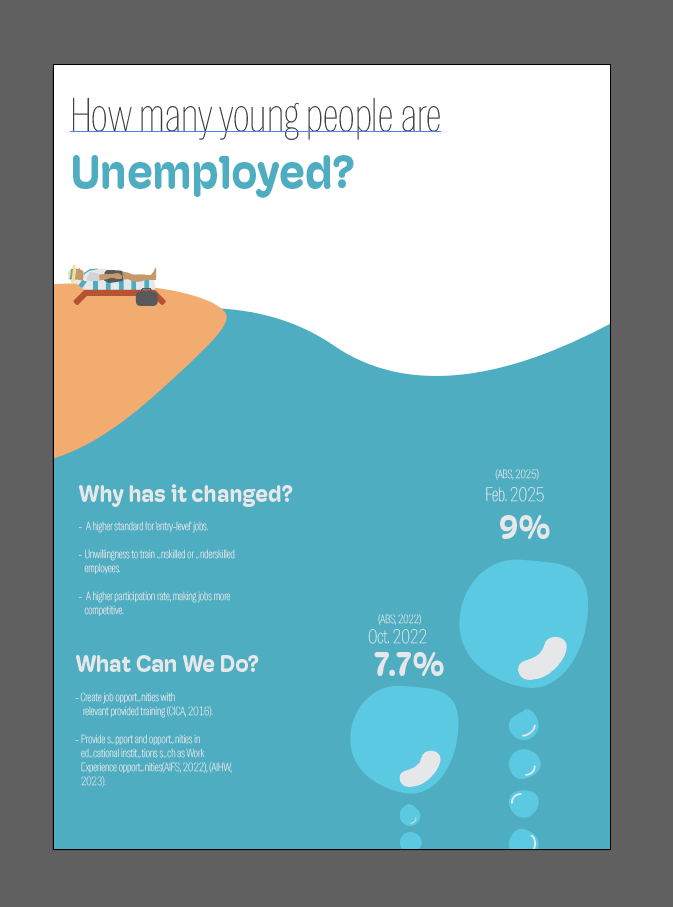 How many young people are
Unemployed?
(ABS, 2025)
Feb. 2025
9%
Why has it changed?
- A higher standard for 'entry-level' jobs.
- Unwillingness to train _nskilled or _nderskilled
employees.
- A higher participation rate, making jobs more
competitive.
(ABS, 2022)
Oct. 2022
7.7%
What Can We Do?
- Create job opport_nities with
relevant provided training (CICA, 2016).
- Provide s_pport and opport_nities in
ed_cational instit_tions s_ch as Work
Experience opport_nities(AIFS, 2022), (AIHW,
2023).